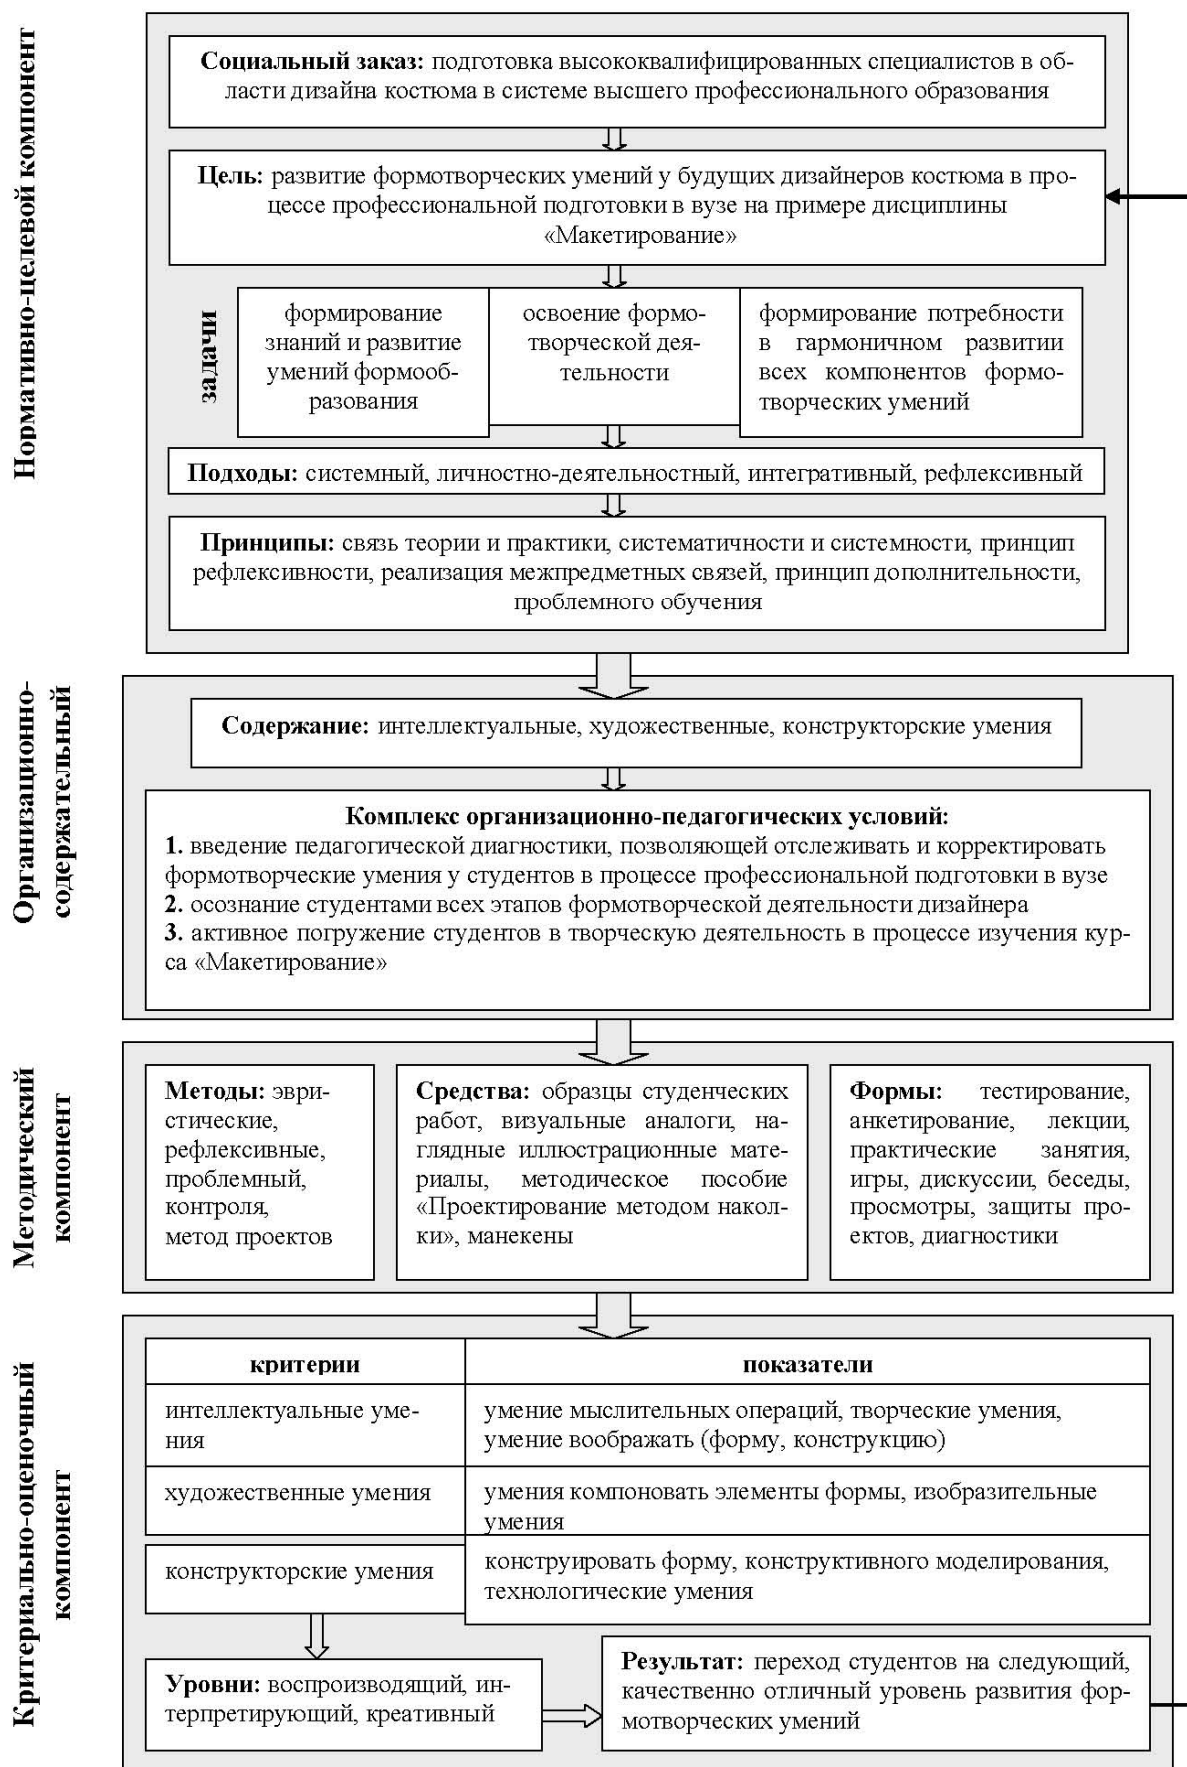 Нормативно-целевой компонент
Социальный заказ: подготовка высококвалифицированных специалистов в об-
ласти дизайна костюма в системе высшего профессионального образования
Цель: развитие формотворческих умений у будущих дизайнеров костюма в про-
цессе профессиональной подготовки в вузе на примере дисциплины
«Макетирование»
задачи
формирование
знаний и развитие
умений формооб-
разования
освоение формо-
творческой дея-
тельности
формирование потребности
в гармоничном развитии
всех компонентов формо-
творческих умений
Подходы: системный, личностно-деятельностный, интегративный, рефлексивный
Принципы: связь теории и практики, систематичности и системности, принцип
рефлексивности, реализация межпредметных связей, принцип дополнительности,
проблемного обучения
Организационно-
содержательный
Содержание: интеллектуальные, художественные, конструкторские умения
Комплекс организационно-педагогических условий:
1. введение педагогической диагностики, позволяющей отслеживать и корректировать
формотворческие умения у студентов в процессе профессиональной подготовки в вузе
2. осознание студентами всех этапов формотворческой деятельности дизайнера
3. активное погружение студентов в творческую деятельность в процессе изучения кур-
са «Макетирование»
Методический
компонент
Методы: эври-
стические,
рефлексивные,
проблемный,
контроля,
метод проектов
Средства: образцы студенческих
работ, визуальные аналоги, на-
глядные иллюстрационные мате-
риалы, методическое пособие
«Проектирование методом накол-
ки», манекены
Формы: тестирование,
анкетирование, лекции,
практические занятия,
игры, дискуссии, беседы,
просмотры, защиты про-
ектов, диагностики
Критериально-оценочный
компонент
критерии
показатели
интеллектуальные уме-
ния
умение мыслительных операций, творческие умения,
умение воображать (форму, конструкцию)
художественные умения
умения компоновать элементы формы, изобразительные
умения
конструкторские умения
конструировать форму, конструктивного моделирования,
технологические умения
Уровни: воспроизводящий, ин-
терпретирующий, креативный
Результат: переход студентов на следующий,
качественно отличный уровень развития фор-
мотворческих умений